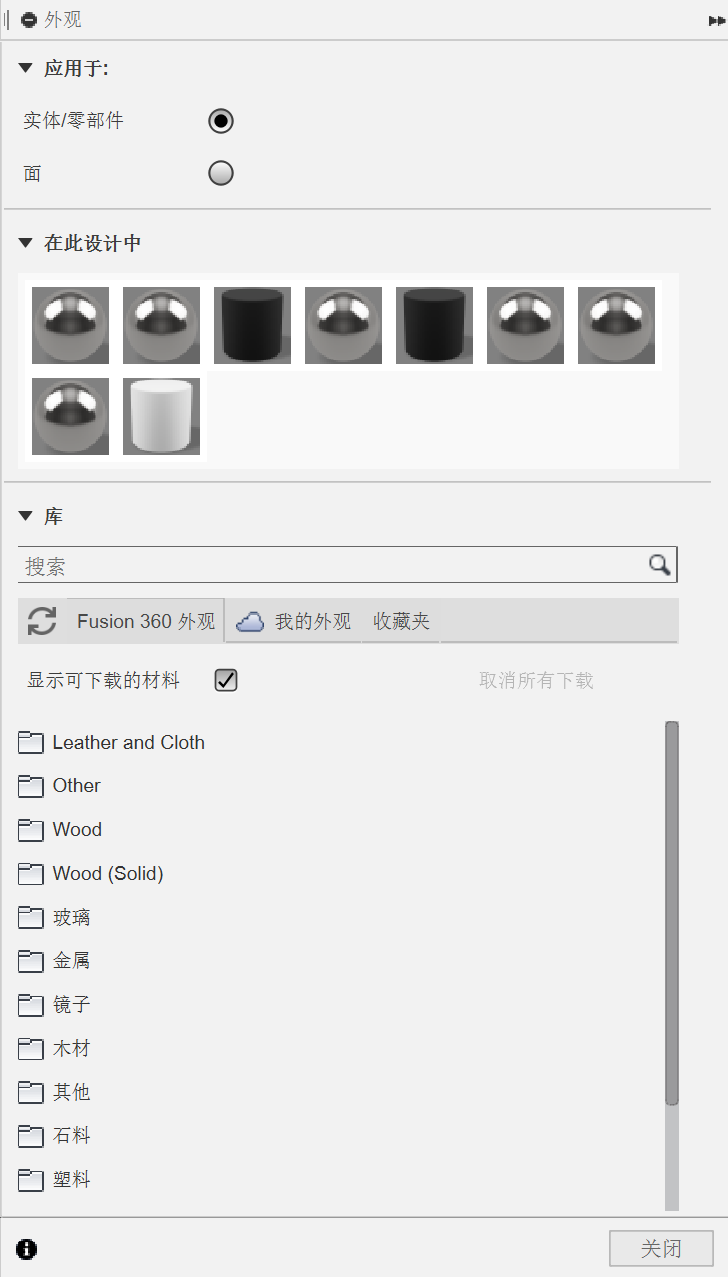 外观
应用于:
实体/零部件
面
在此设计中
库
搜索
Fusion 360 外观 我的外观 收藏夹
显示可下载的材料 取消所有下载
Leather and Cloth
Other
Wood
Wood (Solid)
玻璃
金属
镜子
木材
其他
石料
塑料
关闭